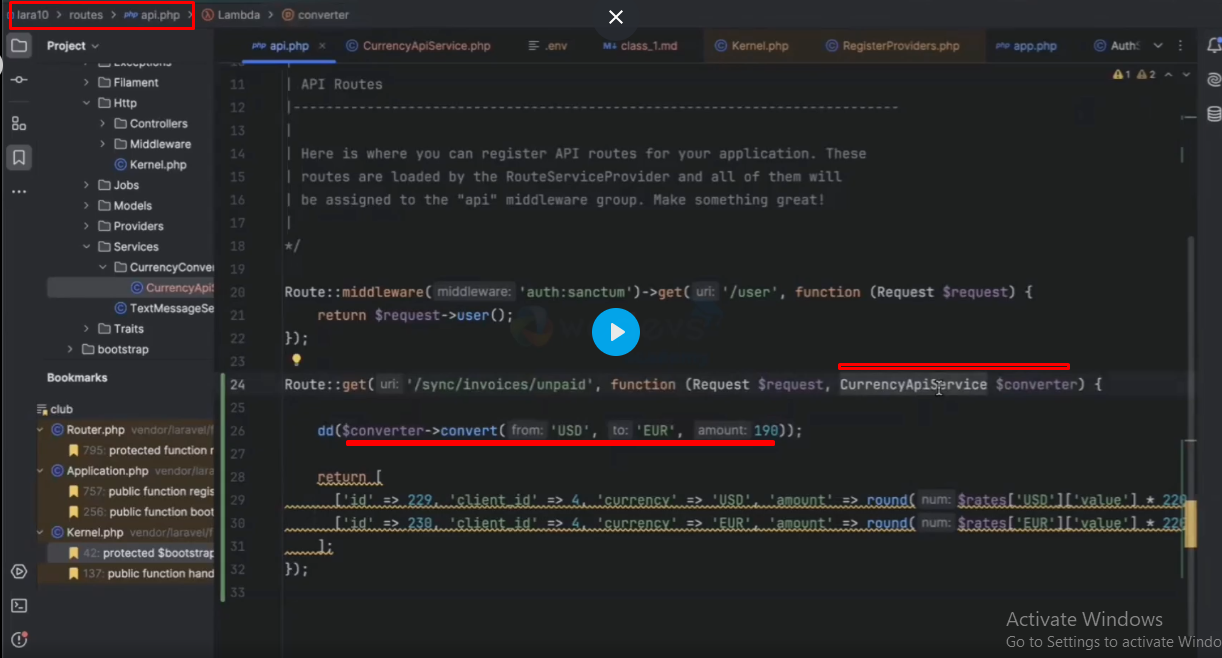 lara10 > routes > php api.php > Lambda > converter
Project
php api.php × CurrencyApiService.php .env M↓ class_1.md Kernel.php RegisterProviders.php php app.php Auth
1 2
Exceptions
Filament
Http
Controllers
Middleware
Kernel.php
Jobs
Models
Providers
Services
CurrencyConver
CurrencyApiS
TextMessageSe
Traits
bootstrap
Bookmarks
club
Router.php vendor/laravel/f
795: protected function r
Application.php vendor/lara
757: public function regis
256: public function boot
Kernel.php vendor/laravel/f
42: protected $bootstrap
137: public function hand
10 |
11 | API Routes
12 |--------------------------------------------------------------------------
13 |
14 | Here is where you can register API routes for your application. These
15 | routes are loaded by the RouteServiceProvider and all of them will
16 | be assigned to the "api" middleware group. Make something great!
17 |
18 */
19
20 Route::middleware( middleware: 'auth:sanctum')->get( uri: '/user', function (Request $request) {
21 return $request->user();
22 });
23
24 Route::get( uri: '/sync/invoices/unpaid', function (Request $request, CurrencyApiService $converter) {
25
26 dd($converter->convert( from: 'USD', to: 'EUR', amount: 190));
27
28 return [
29 ['id' => 229, 'client_id' => 4, 'currency' => 'USD', 'amount' => round( num: $rates['USD']['value'] * 220
30 ['id' => 230, 'client_id' => 4, 'currency' => 'EUR', 'amount' => round( num: $rates['EUR']['value'] * 220
31 ];
32 });
33
Activate Windows
Go to Settings to activate Windo